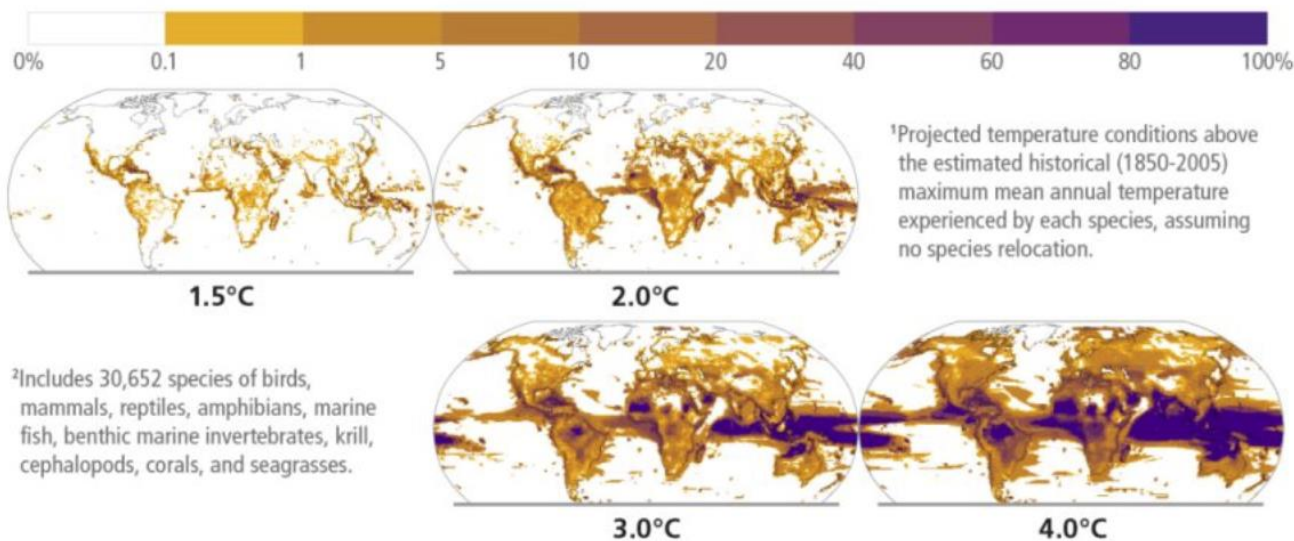 0% 0.1 1 5 10 20 40 60 80 100%
¹Projected temperature conditions above
the estimated historical (1850-2005)
maximum mean annual temperature
experienced by each species, assuming
no species relocation.
1.5°C 2.0°C
²Includes 30,652 species of birds,
mammals, reptiles, amphibians, marine
fish, benthic marine invertebrates, krill,
cephalopods, corals, and seagrasses.
3.0°C 4.0°C